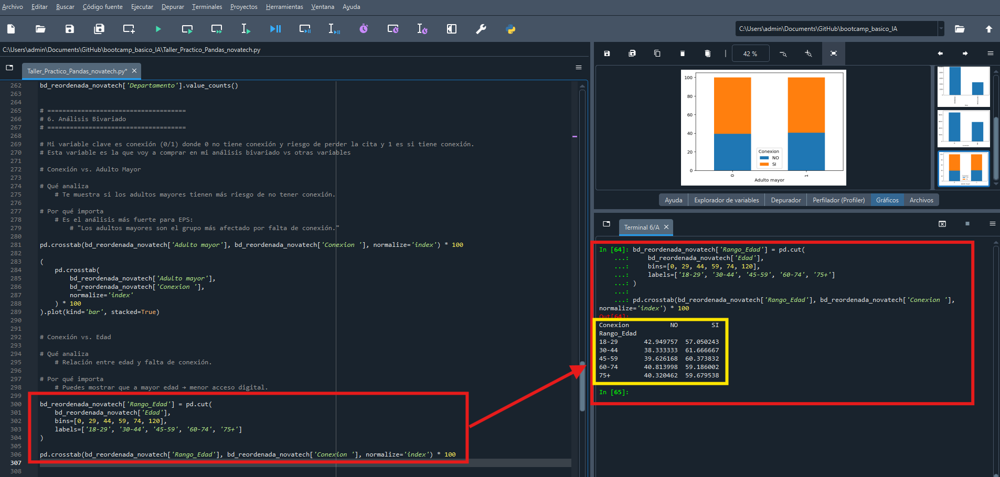 Archivo Editar Buscar Código fuente Ejecutar Depurar Terminales Proyectos Herramientas Ventana Ayuda
C:\Users\admin\Documents\GitHub\bootcamp_basico_IA
C:\Users\admin\Documents\GitHub\bootcamp_basico_IA\Taller_Practico_Pandas_novatech.py
Taller_Practico_Pandas_novatech.py*
262 bd_reordenada_novatech['Departamento'].value_counts()
263
264
265 # =====================================
266 # 6. Análisis Bivariado
267 # =====================================
268
269 # Mi variable clave es conexión (0/1) donde 0 no tiene conexión y riesgo de perder la cita y 1 es si tiene conexión.
270 # Esta variable es la que voy a comprar en mi análisis bivariado vs otras variables
271
272 # Conexión vs. Adulto Mayor
273
274 # Qué analiza
275     # Te muestra si los adultos mayores tienen más riesgo de no tener conexión.
276
277 # Por qué importa
278     # Es el análisis más fuerte para EPS:
279         # "Los adultos mayores son el grupo más afectado por falta de conexión."
280
281 pd.crosstab(bd_reordenada_novatech['Adulto mayor'], bd_reordenada_novatech['Conexion '], normalize='index') * 100
282
283 (
284     pd.crosstab(
285         bd_reordenada_novatech['Adulto mayor'],
286         bd_reordenada_novatech['Conexion '],
287         normalize='index'
288     ) * 100
289 ).plot(kind='bar', stacked=True)
290
291
292 # Conexión vs. Edad
293
294 # Qué analiza
295     # Relación entre edad y falta de conexión.
296
297 # Por qué importa
298     # Puedes mostrar que a mayor edad → menor acceso digital.
299
300 bd_reordenada_novatech['Rango_Edad'] = pd.cut(
301     bd_reordenada_novatech['Edad'],
302     bins=[0, 29, 44, 59, 74, 120],
303     labels=['18-29', '30-44', '45-59', '60-74', '75+']
304 )
305
306 pd.crosstab(bd_reordenada_novatech['Rango_Edad'], bd_reordenada_novatech['Conexion '], normalize='index') * 100
307
308
42 %
100
80
60
40
20
0
Conexion
NO
SI
0 1
Adulto mayor
Ayuda Explorador de variables Depurador Perfilador (Profiler) Gráficos Archivos
Terminal 6/A
In [64]: bd_reordenada_novatech['Rango_Edad'] = pd.cut(
    ...:     bd_reordenada_novatech['Edad'],
    ...:     bins=[0, 29, 44, 59, 74, 120],
    ...:     labels=['18-29', '30-44', '45-59', '60-74', '75+']
    ...: )
    ...:
    ...: pd.crosstab(bd_reordenada_novatech['Rango_Edad'], bd_reordenada_novatech['Conexion '],
normalize='index') * 100
Out[64]:
Conexion NO SI
Rango_Edad
18-29 42.949757 57.050243
30-44 38.333333 61.666667
45-59 39.626168 60.373832
60-74 40.813998 59.186002
75+ 40.320462 59.679538
In [65]: